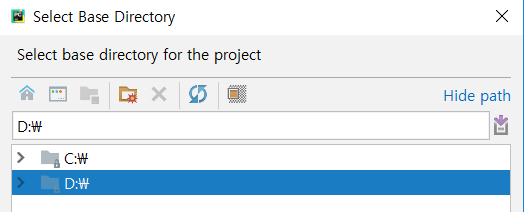 Select Base Directory
Select base directory for the project
Hide path
D:₩
C:₩
D:₩